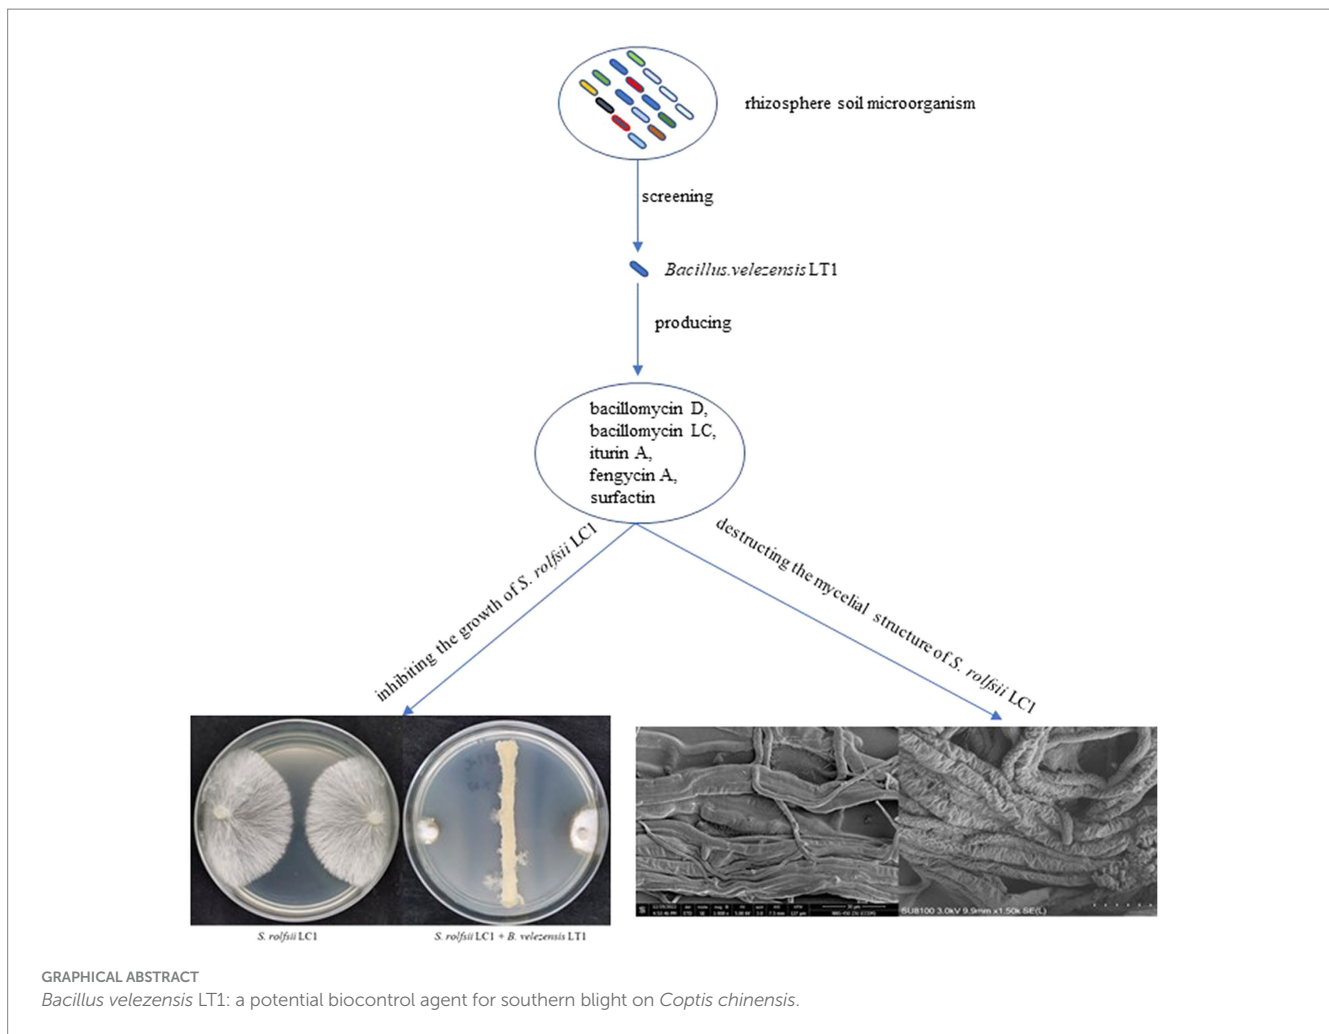 rhizosphere soil microorganism
screening
Bacillus.velezensis LT1
producing
bacillomycin D,
bacillomycin LC,
iturin A,
fengycin A,
surfactin
inhibiting the growth of S. rolfsii LC1
destructing the mycelial structure of S. rolfsii LC1
SU8100 3.0kV 9.9mm x1.50k SE(L)
S. rolfsii LC1
S. rolfsii LC1 + B. velezensis LT1
GRAPHICAL ABSTRACT
Bacillus velezensis LT1: a potential biocontrol agent for southern blight on Coptis chinensis.